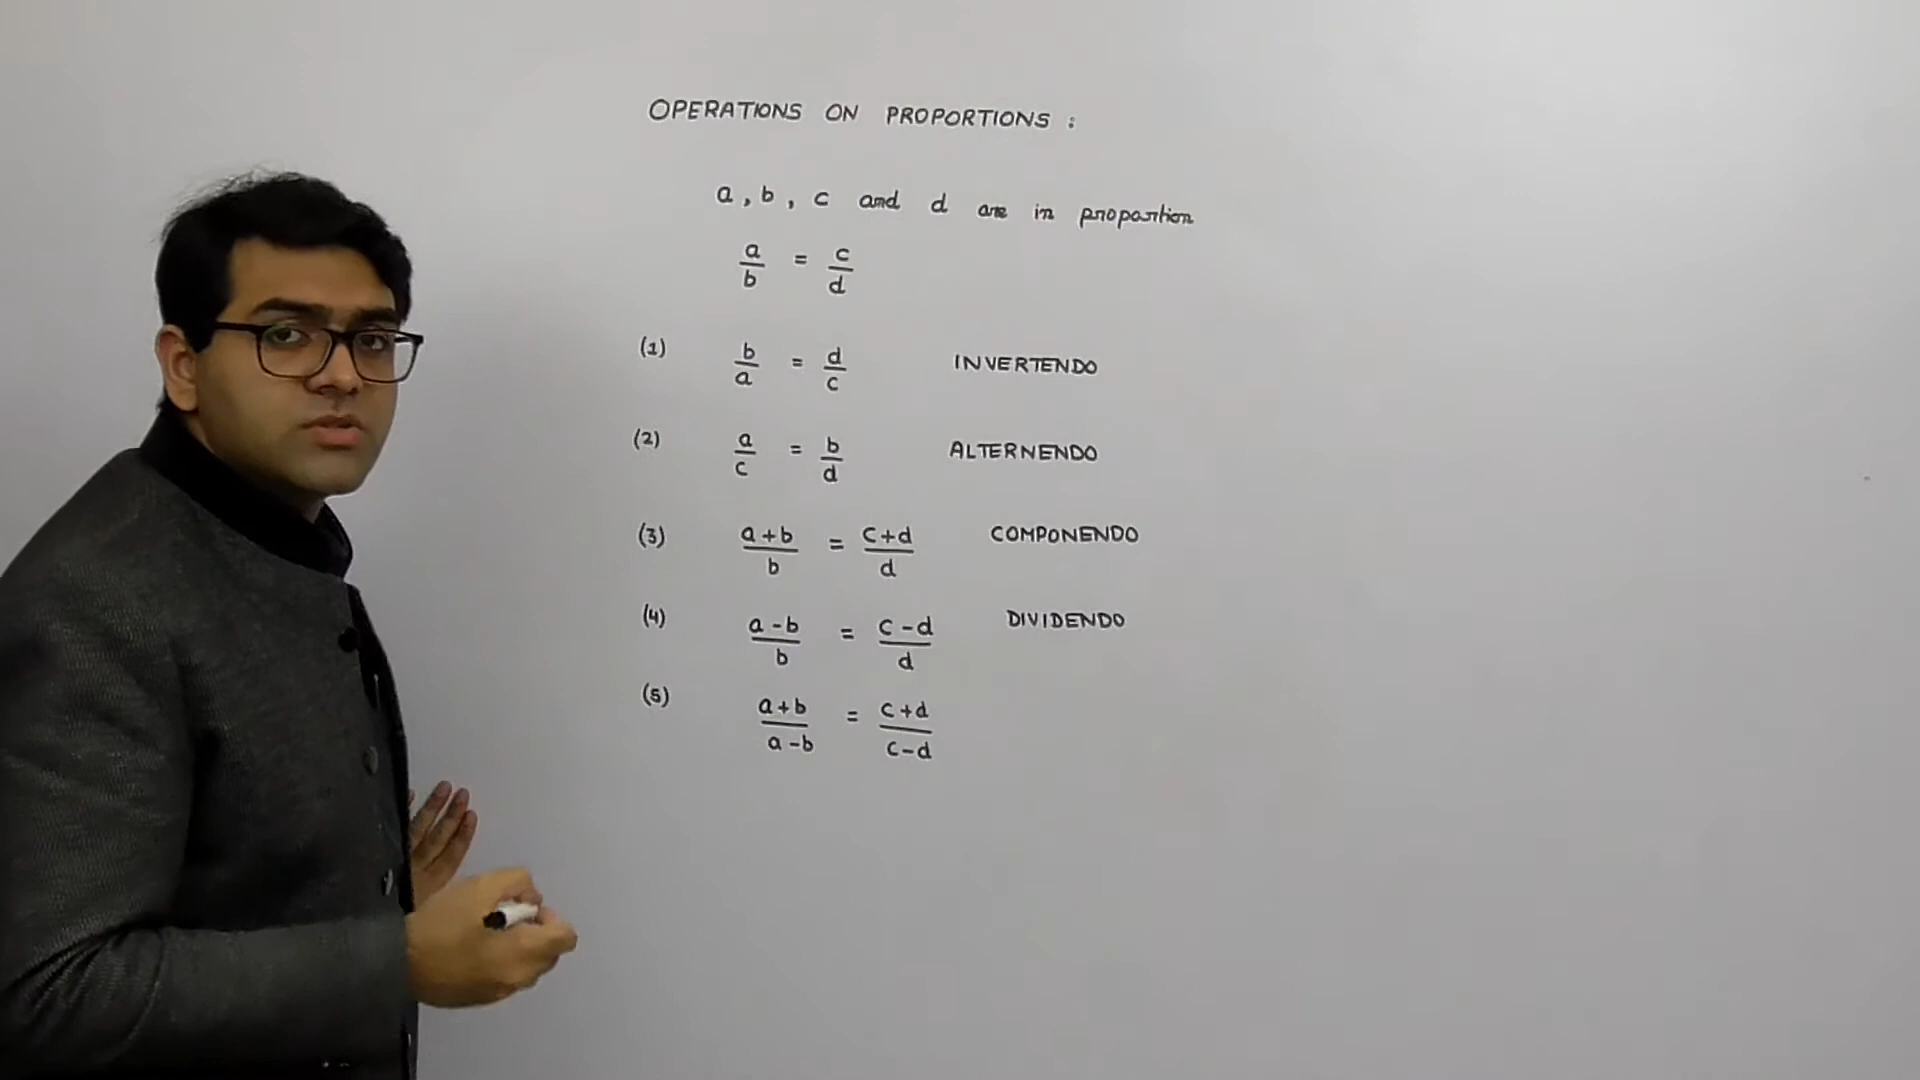 OPERATIONS ON PROPORTIONS :
a , b , c and d are in proportion
a/b = c/d
(1) b/a = d/c INVERTENDO
(2) a/c = b/d ALTERNENDO
(3) a+b/b = c+d/d COMPONENDO
(4) a-b/b = c-d/d DIVIDENDO
(5) a+b/a-b = c+d/c-d